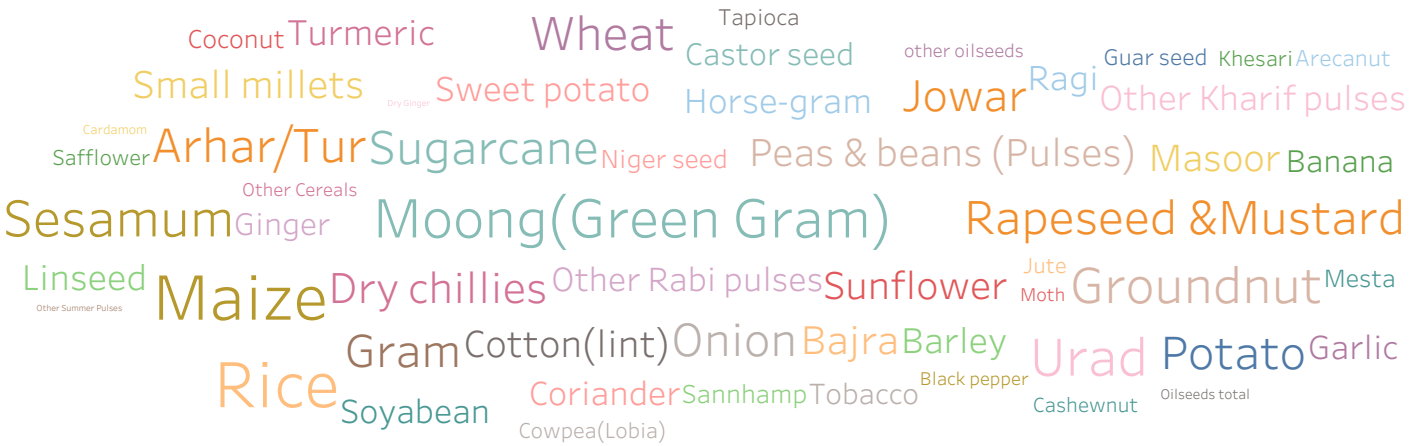 Tapioca
Coconut Turmeric Wheat
Castor seed other oilseeds Guar seed Khesari Arecanut
Small millets Dry Ginger Sweet potato Horse-gram Jowar Ragi Other Kharif pulses
Cardamom
Safflower Arhar/Tur Sugarcane Niger seed Peas & beans (Pulses) Masoor Banana
Other Cereals
Sesamum Ginger Moong(Green Gram) Rapeseed &Mustard
Linseed Maize Dry chillies Other Rabi pulses Sunflower Jute Groundnut Mesta
Other Summer Pulses Moth
Gram Cotton(lint) Onion Bajra Barley Urad Potato Garlic
Rice Soyabean Coriander Sannhamp Tobacco Black pepper Cashewnut Oilseeds total
Cowpea(Lobia)